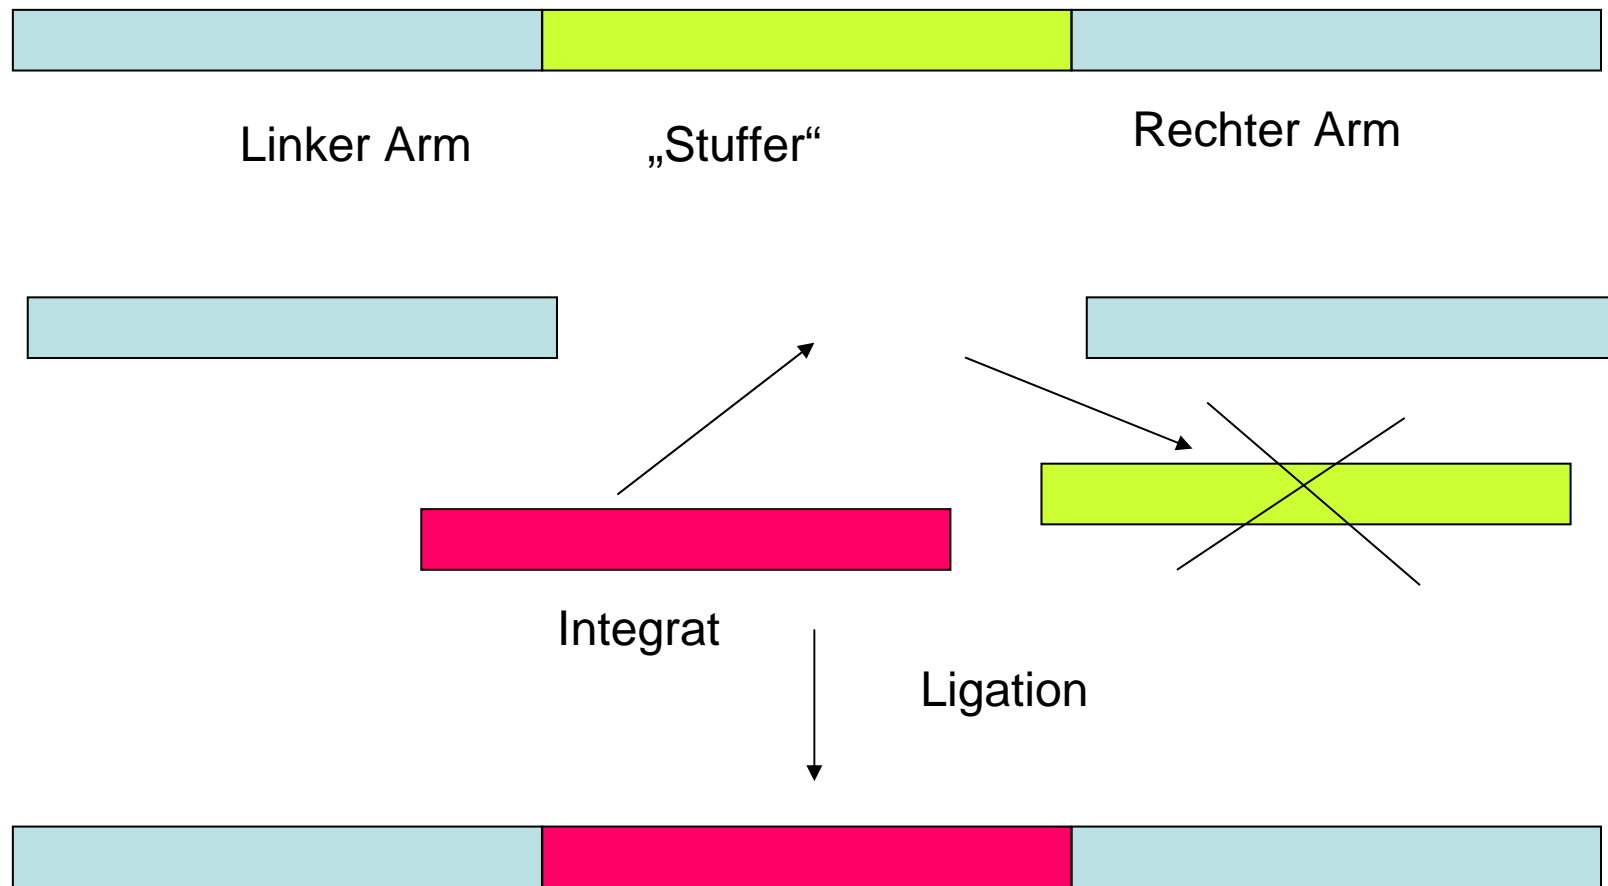 Linker Arm
„Stuffer“
Rechter Arm
Integrat
Ligation